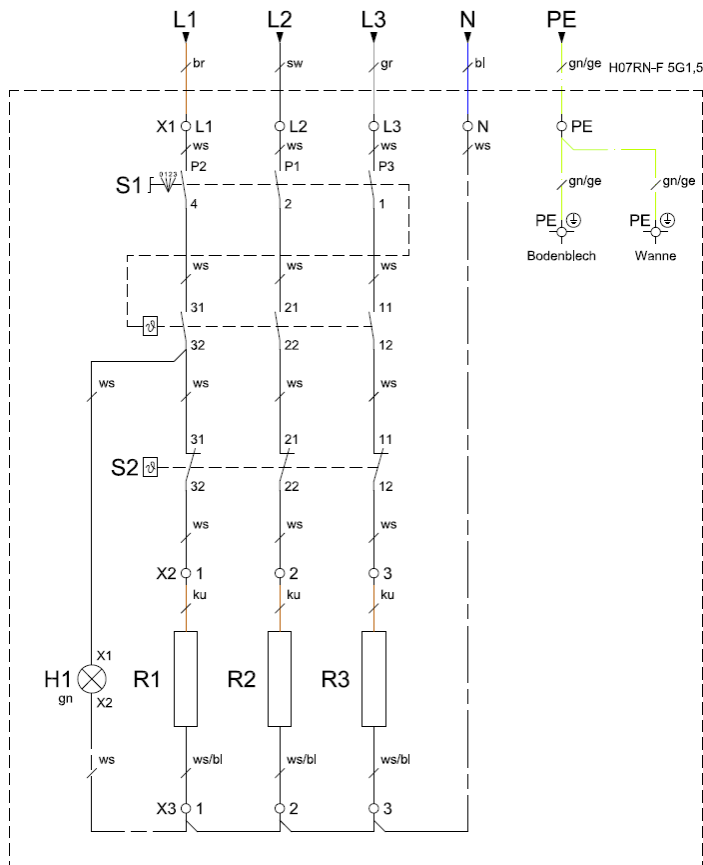 L1 L2 L3 N PE
br sw gr bl gn/ge H07RN-F 5G1,5
X1 L1 L2 L3 N PE
ws ws ws ws
P2 P1 P3
0123
S1
4 2 1
gn/ge gn/ge
PE PE
Bodenblech Wanne
ws ws ws
31 21 11
ϑ
32 22 12
ws ws ws ws
31 21 11
S2 ϑ
32 22 12
ws ws ws
X2 1 2 3
ku ku ku
X1
H1 R1 R2 R3
gn X2
ws ws/bl ws/bl ws/bl
X3 1 2 3